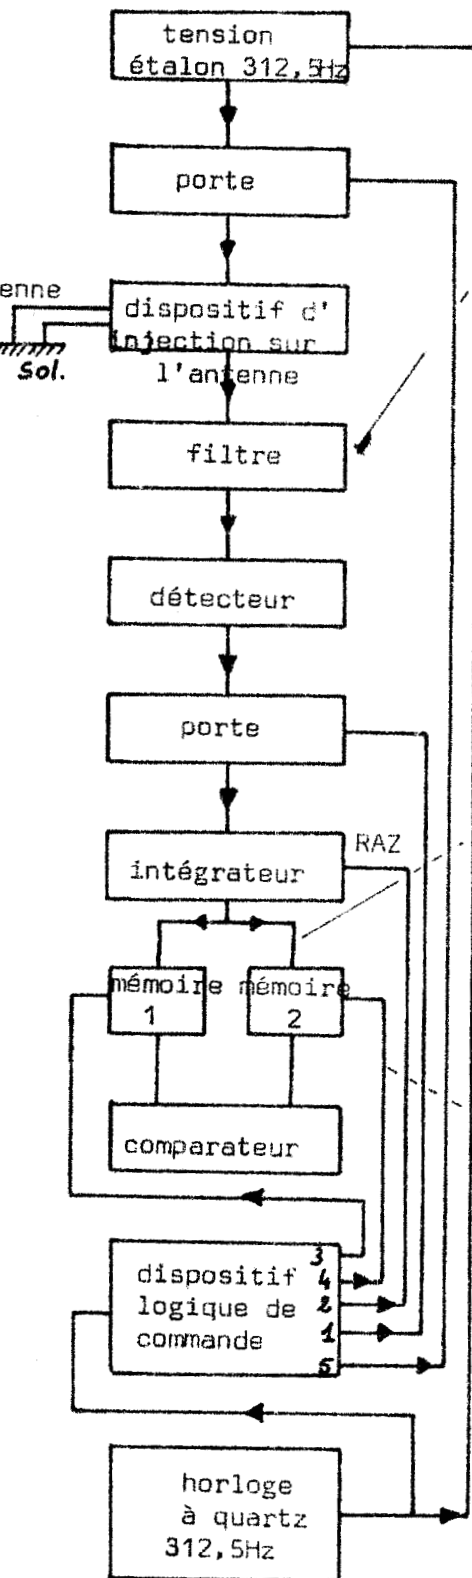 tension
étalon 312,5Hz
porte
enne
dispositif d'
injection sur
l'antenne
Sol.
filtre
détecteur
porte
intégrateur
RAZ
mémoire
1
mémoire
2
comparateur
dispositif
logique de
commande
3
4
2
1
5
horloge
à quartz
312,5Hz